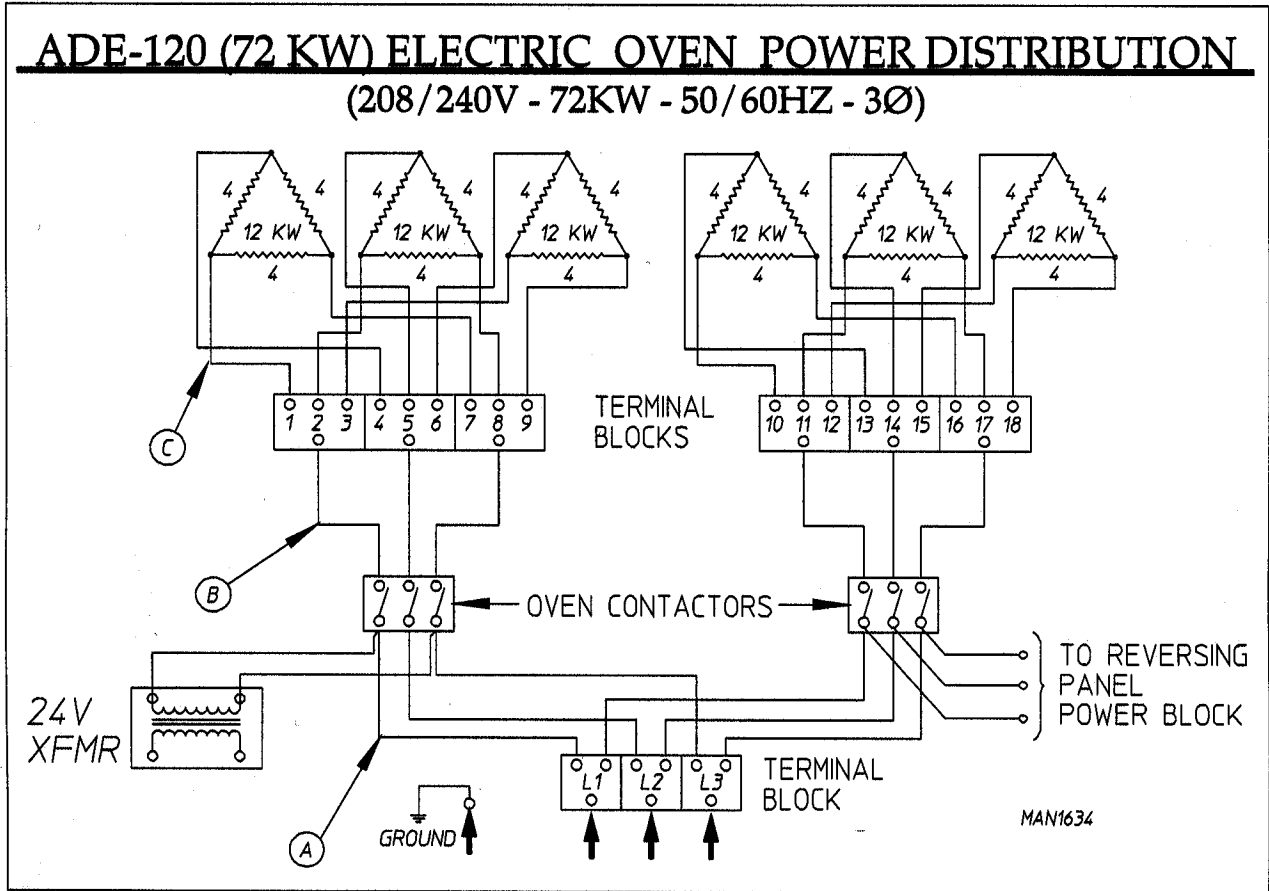 ADE-120 (72 KW) ELECTRIC OVEN POWER DISTRIBUTION
(208/240V - 72KW - 50/60HZ - 3Ø)
4 4 4 4 4 4 4 4 4 4 4 4
12 KW 12 KW 12 KW 12 KW 12 KW 12 KW
4 4 4 4 4 4
C
1 2 3 4 5 6 7 8 9
TERMINAL
BLOCKS
10 11 12 13 14 15 16 17 18
B
OVEN CONTACTORS
24V
XFMR
TO REVERSING
PANEL
POWER BLOCK
L1 L2 L3
TERMINAL
BLOCK
A
GROUND
MAN1634